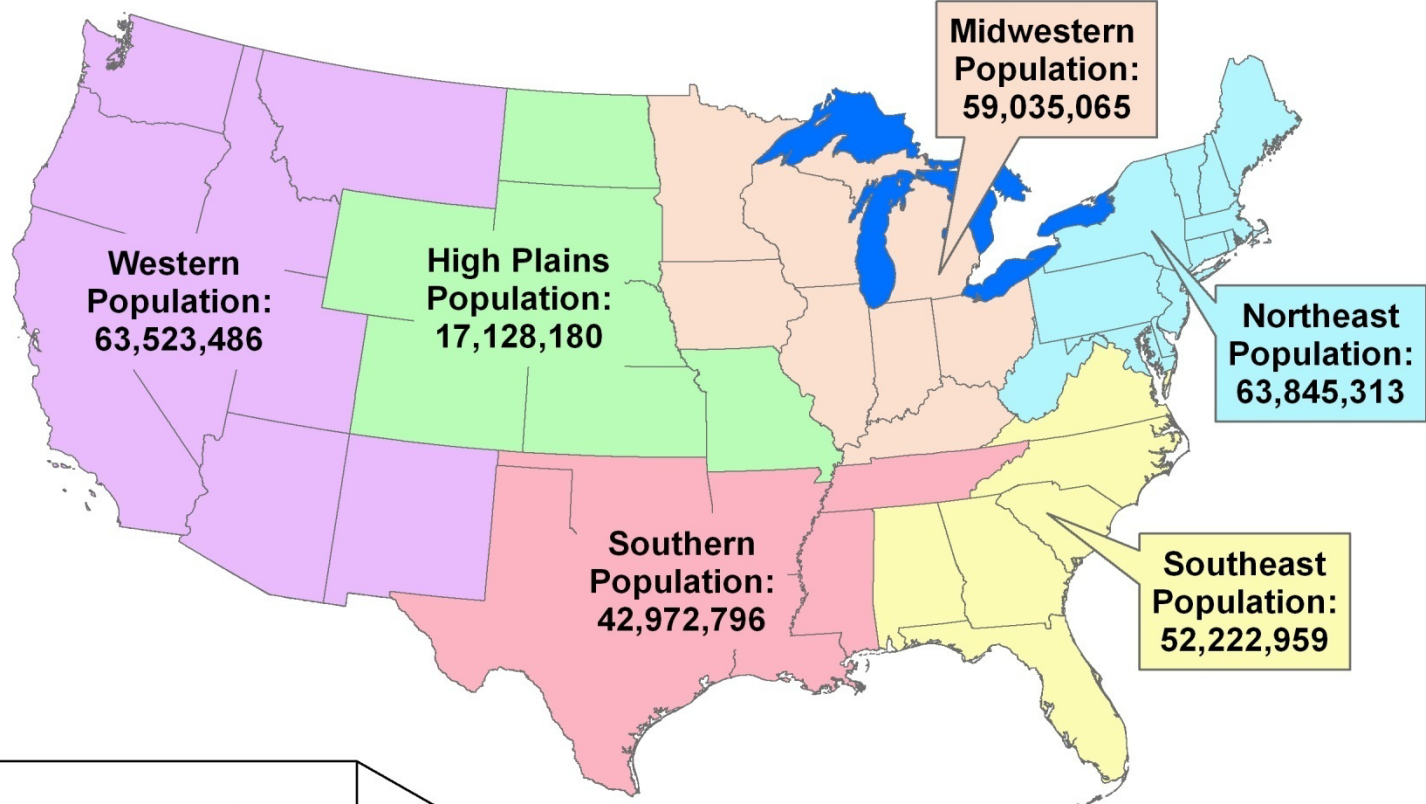 Midwestern
Population:
59,035,065
Western
Population:
63,523,486
High Plains
Population:
17,128,180
Northeast
Population:
63,845,313
Southern
Population:
42,972,796
Southeast
Population:
52,222,959